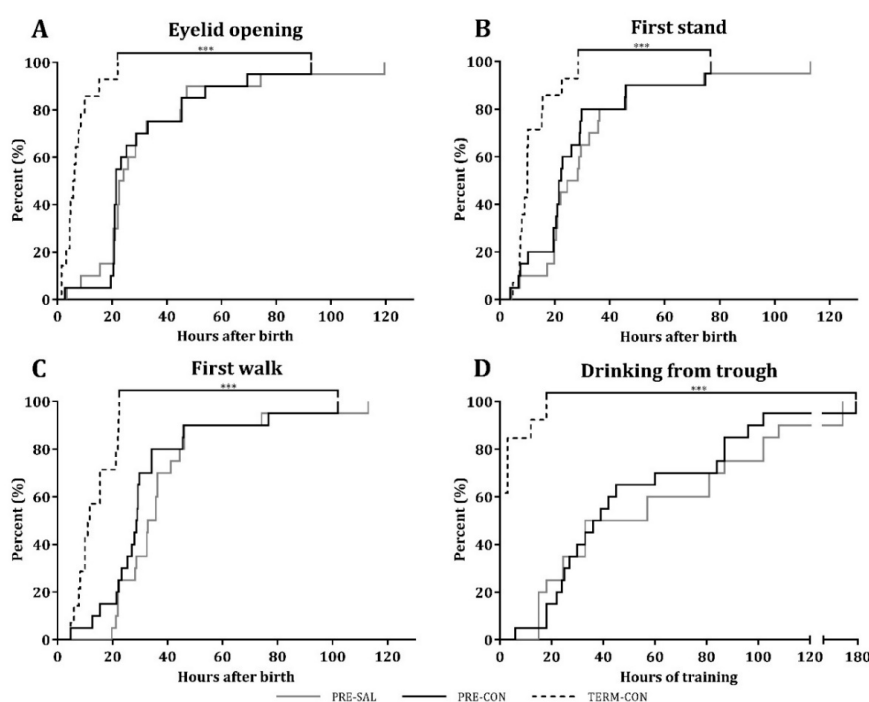 A Eyelid opening
***
Percent (%)
100
80
60
40
20
0
0 20 40 60 80 100 120
Hours after birth
B First stand
***
Percent (%)
100
80
60
40
20
0
0 20 40 60 80 100 120
Hours after birth
C First walk
***
Percent (%)
100
80
60
40
20
0
0 20 40 60 80 100 120
Hours after birth
D Drinking from trough
***
Percent (%)
100
80
60
40
20
0
0 20 40 60 80 100 120 180
Hours of training
PRE-SAL PRE-CON TERM-CON